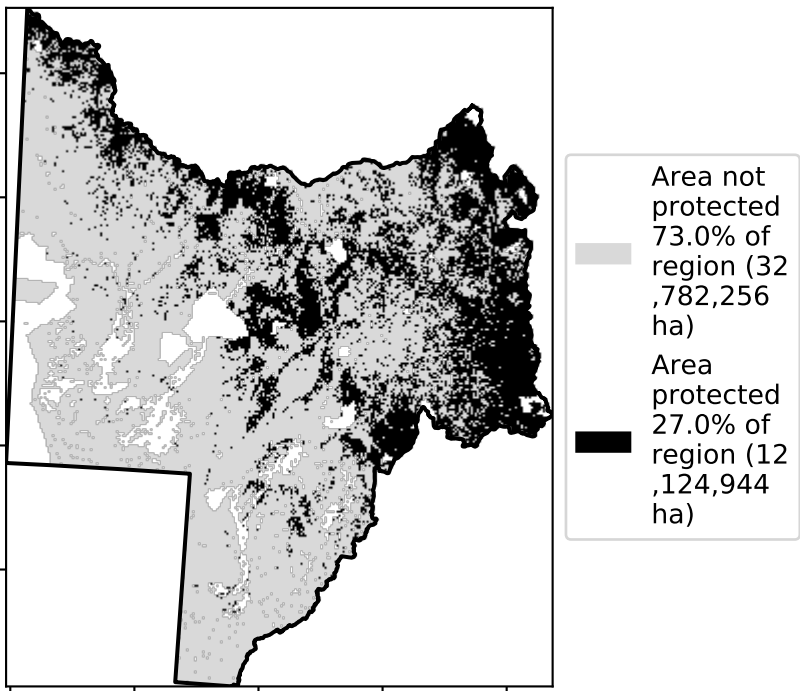 Area not
protected
73.0% of
region (32
,782,256
ha)
Area
protected
27.0% of
region (12
,124,944
ha)